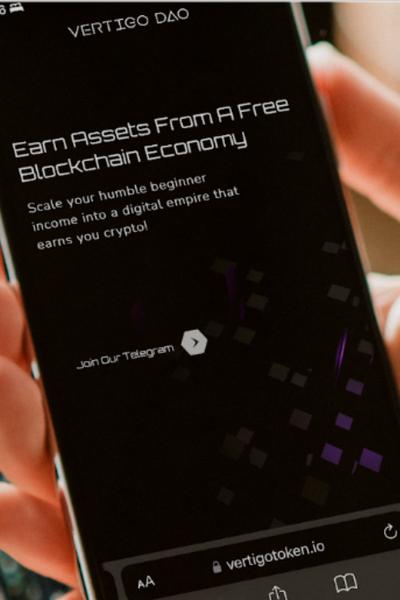 VERTIGO DAO
Earn Assets From A Free
Blockchain Economy
Scale your humble beginner
income into a digital empire that
earns you crypto!
Join Our Telegram
AA
vertigotoken.io